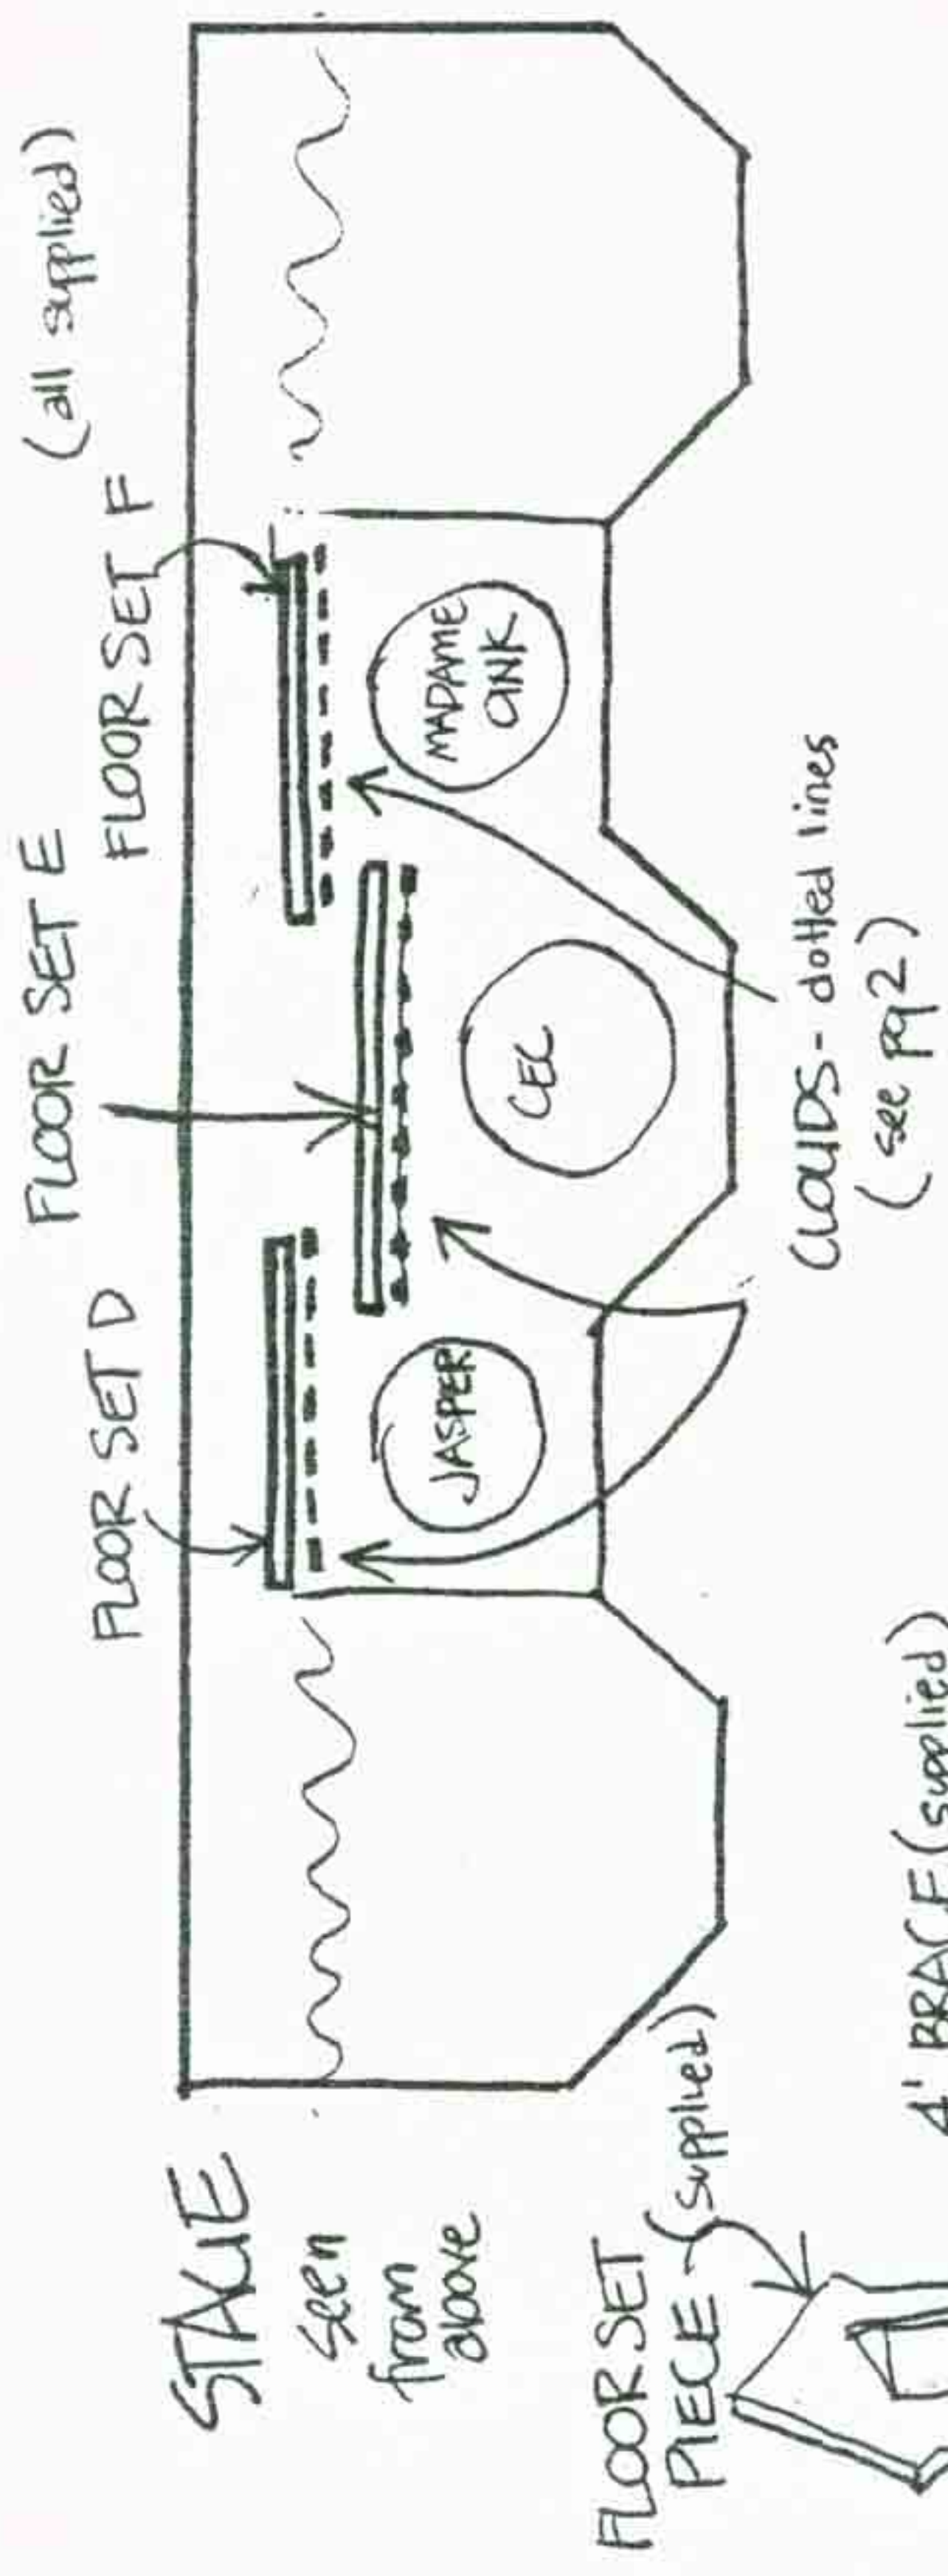 STAGE
Seen
from
above
FLOOR SET D
FLOOR SET E
FLOOR SET F
(all supplied)
JASPER
CEC
MADAME
OINK
CLOUDS - dotted lines
(see pg 2)
FLOOR SET
PIECE - (supplied)
4' BRACE (supplied)